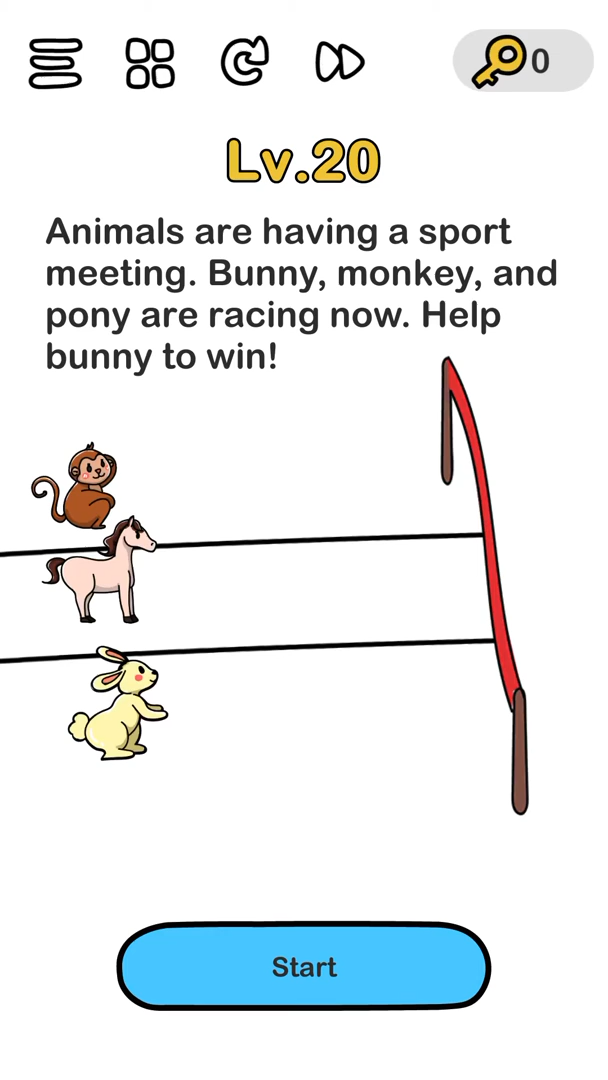 0
Lv.20
Animals are having a sport
meeting. Bunny, monkey, and
pony are racing now. Help
bunny to win!
Start